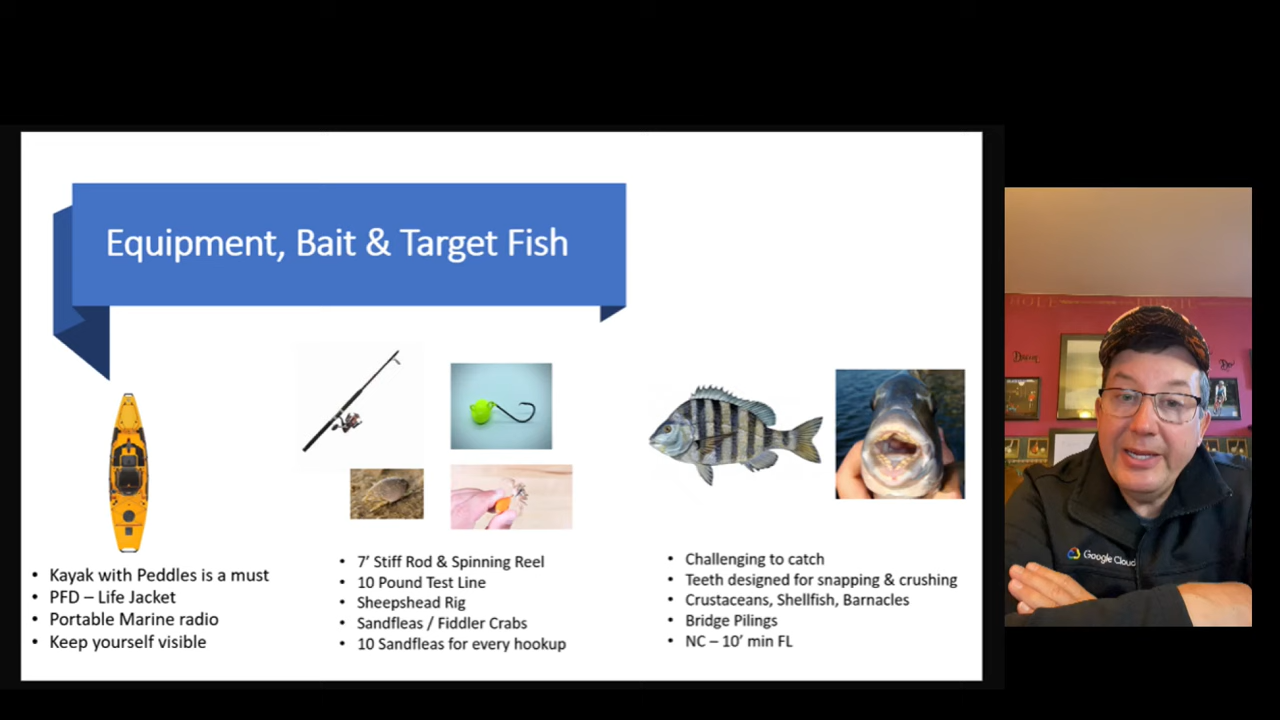 Equipment, Bait & Target Fish
• Kayak with Peddles is a must
• PFD – Life Jacket
• Portable Marine radio
• Keep yourself visible
• 7’ Stiff Rod & Spinning Reel
• 10 Pound Test Line
• Sheepshead Rig
• Sandfleas / Fiddler Crabs
• 10 Sandfleas for every hookup
• Challenging to catch
• Teeth designed for snapping & crushing
• Crustaceans, Shellfish, Barnacles
• Bridge Pilings
• NC – 10’ min FL
Google Cloud